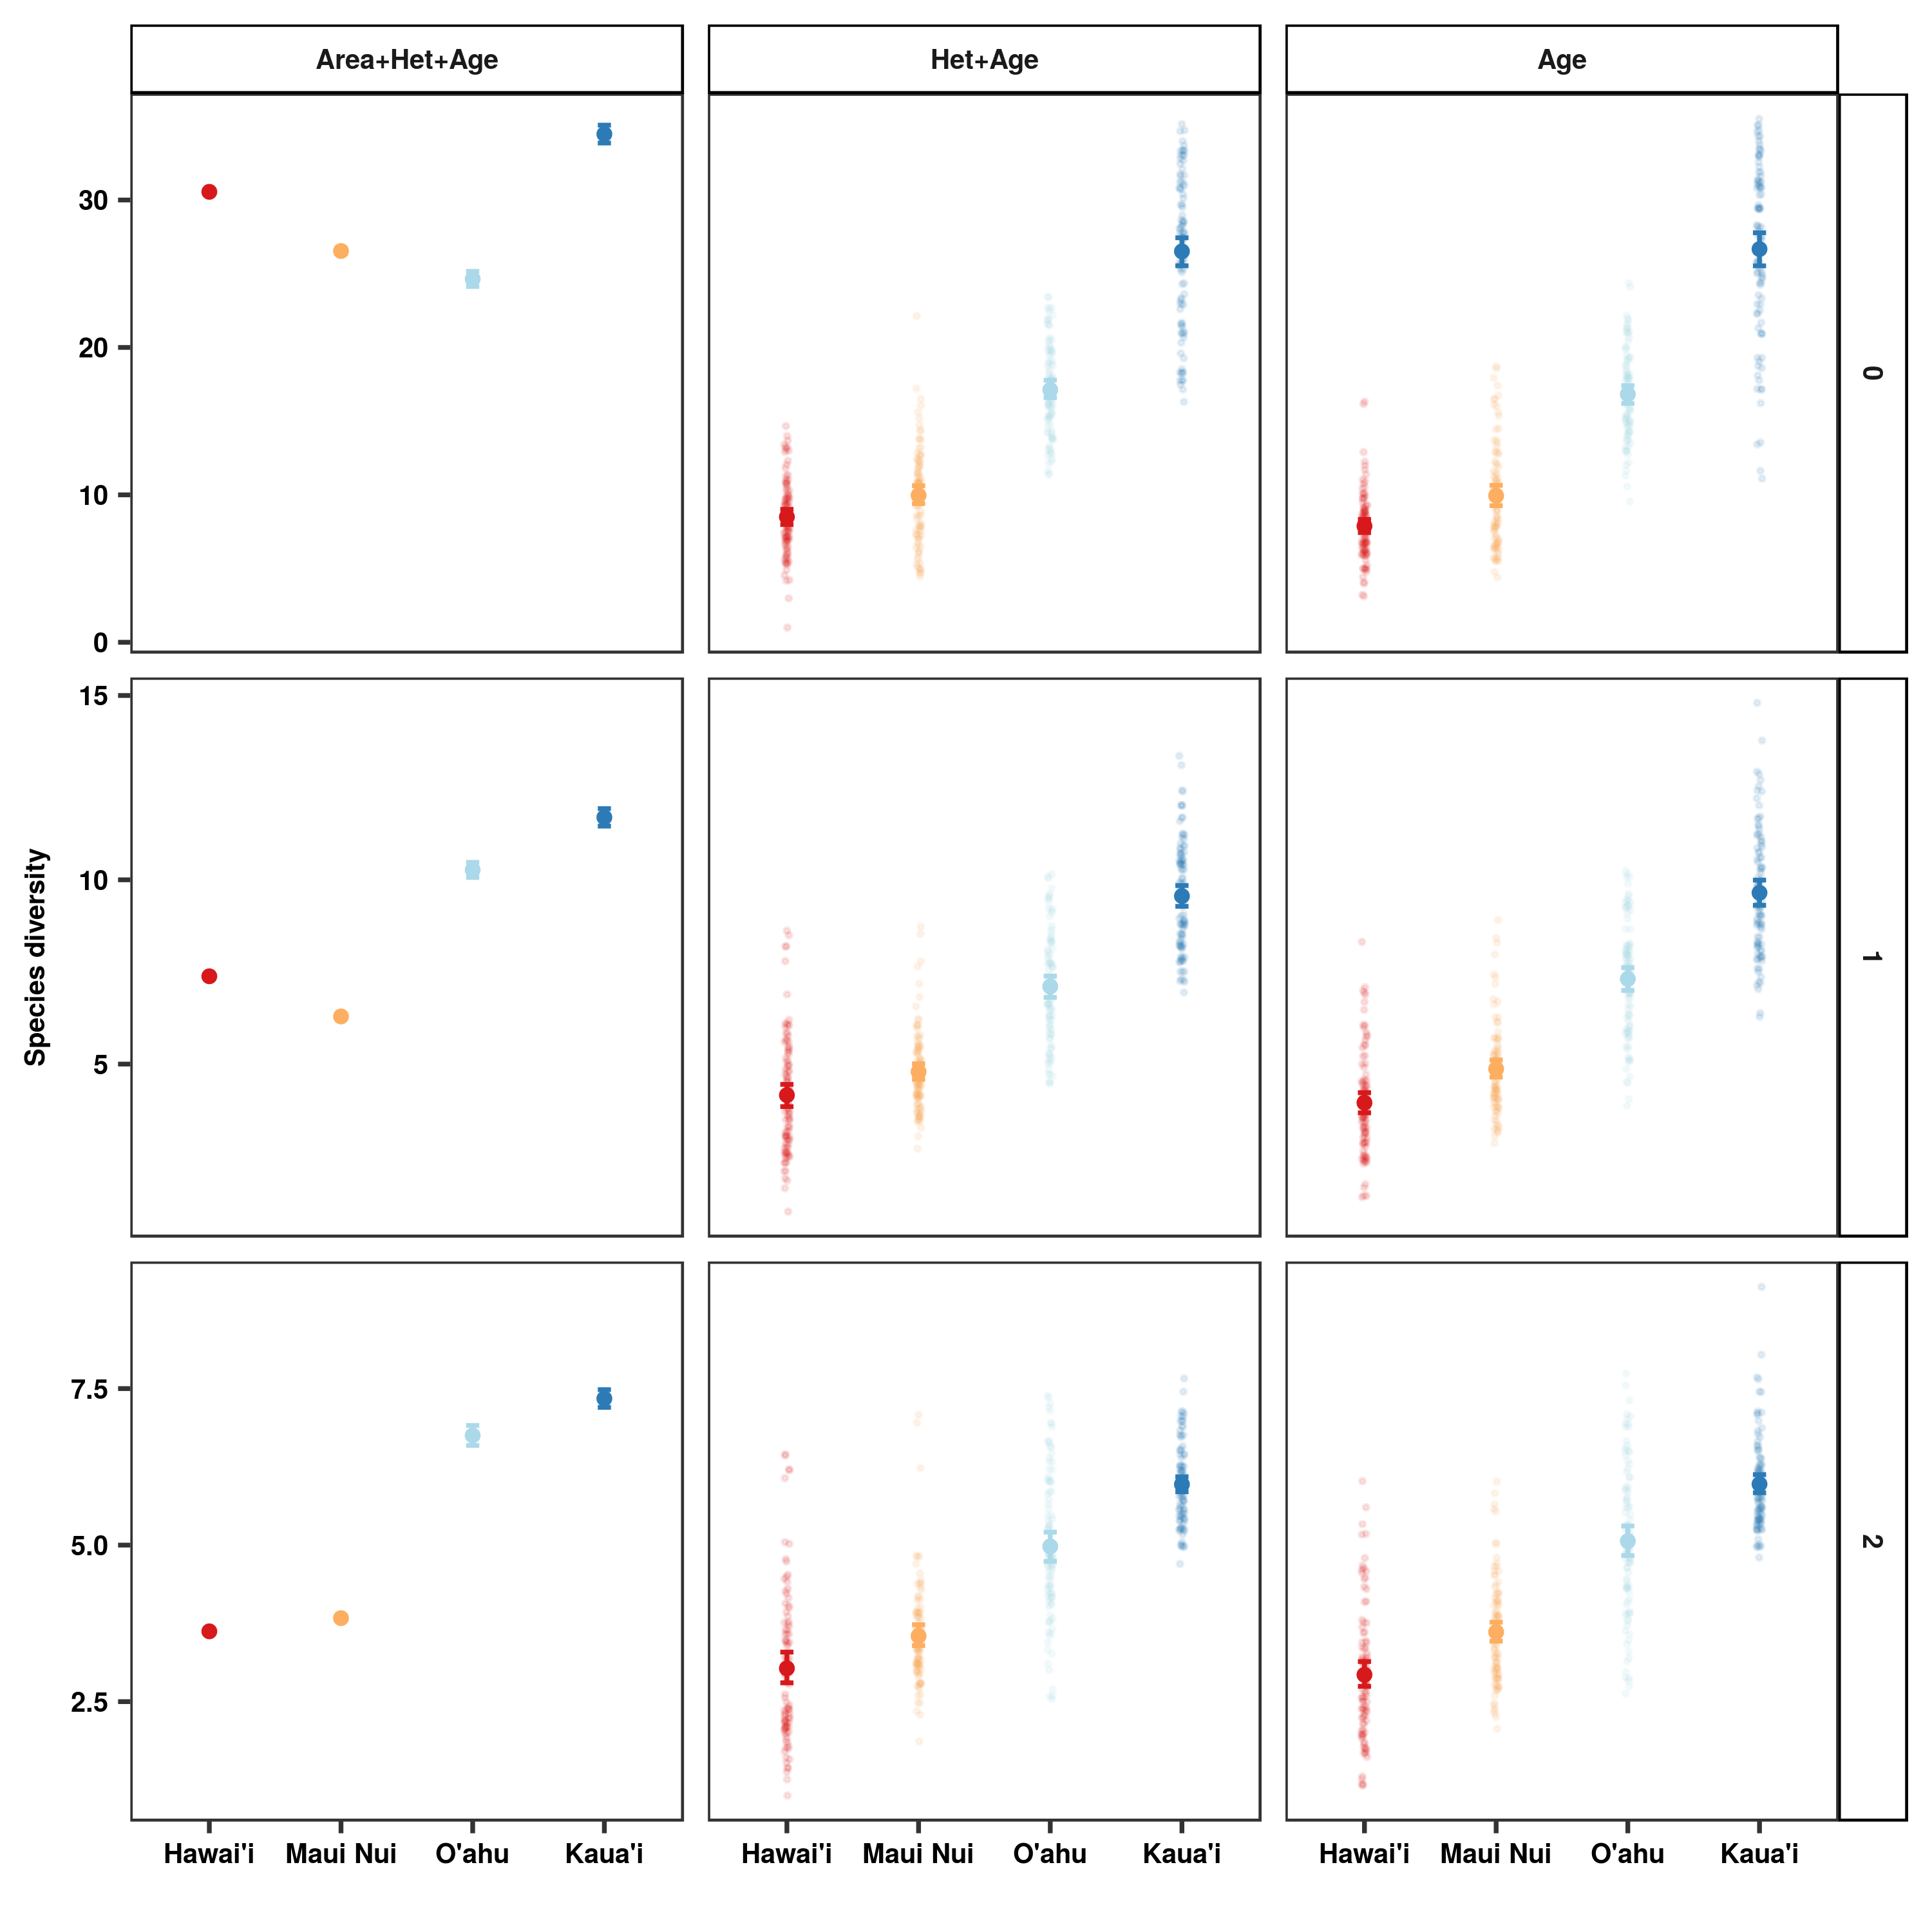 Area+Het+Age
Het+Age
Age
30
20
10
0
0
15
10
5
1
Species diversity
7.5
5.0
2.5
2
Hawai'i Maui Nui O'ahu Kaua'i
Hawai'i Maui Nui O'ahu Kaua'i
Hawai'i Maui Nui O'ahu Kaua'i